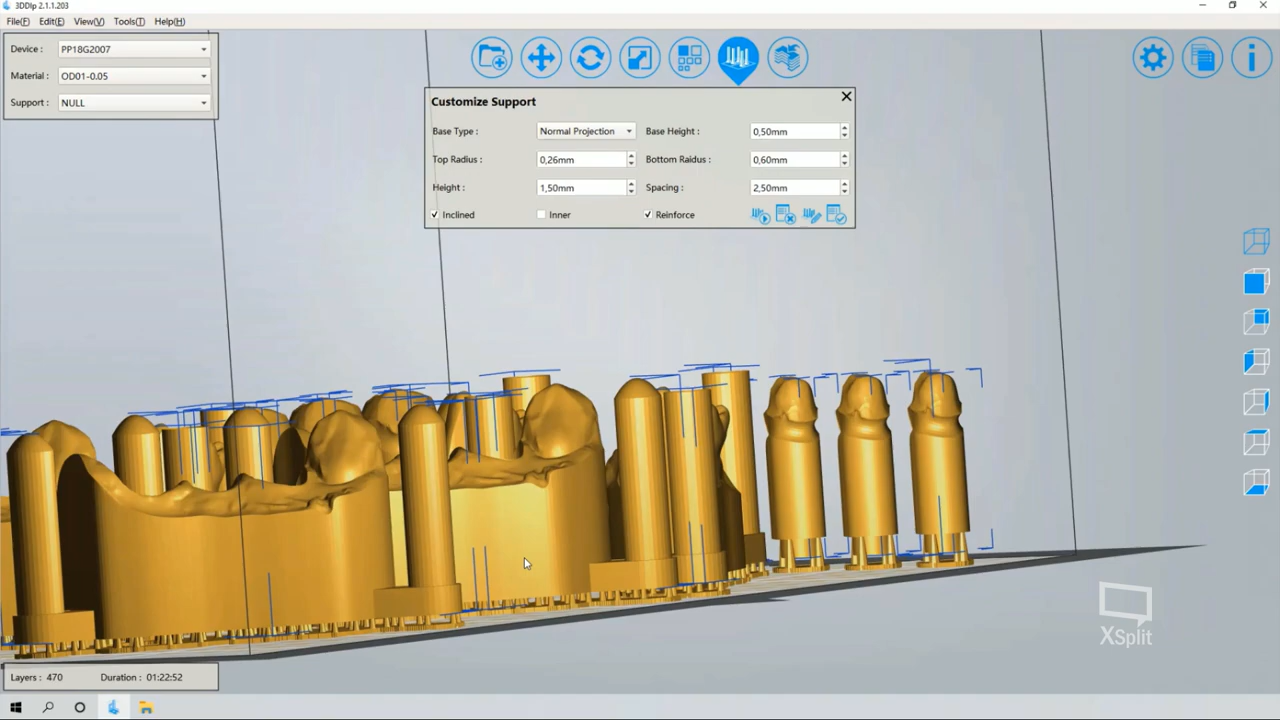 3DDlp 2.1.1.203
File(F) Edit(E) View(V) Tools(T) Help(H)
Device : PP18G2007
Material : OD01-0.05
Support : NULL
Customize Support
Base Type : Normal Projection Base Height : 0,50mm
Top Radius : 0,26mm Bottom Raidus : 0,60mm
Height : 1,50mm Spacing : 2,50mm
Inclined Inner Reinforce
XSplit
Layers : 470 Duration : 01:22:52